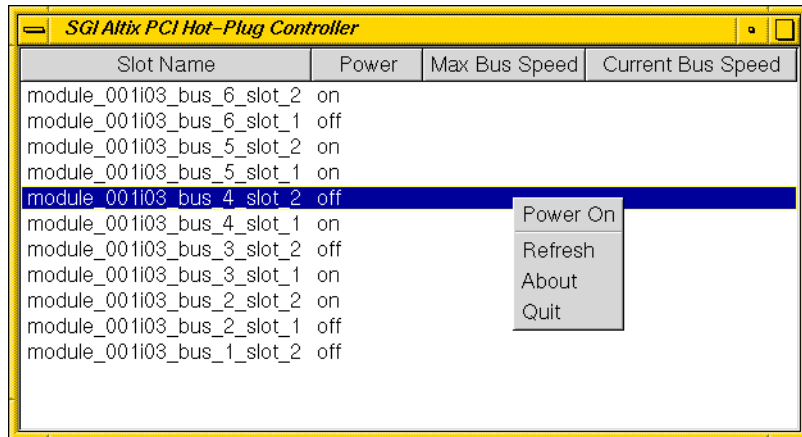 SGI Altix PCI Hot-Plug Controller
Slot Name Power Max Bus Speed Current Bus Speed
module_001i03_bus_6_slot_2 on
module_001i03_bus_6_slot_1 off
module_001i03_bus_5_slot_2 on
module_001i03_bus_5_slot_1 on
module_001i03_bus_4_slot_2 off
module_001i03_bus_4_slot_1 on
module_001i03_bus_3_slot_2 off
module_001i03_bus_3_slot_1 on
module_001i03_bus_2_slot_2 on
module_001i03_bus_2_slot_1 off
module_001i03_bus_1_slot_2 off
Power On
Refresh
About
Quit